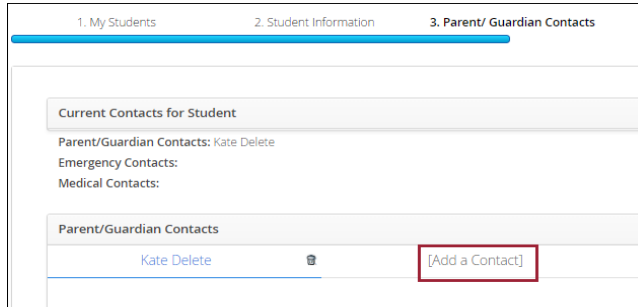 1. My Students 2. Student Information 3. Parent/ Guardian Contacts
Current Contacts for Student
Parent/Guardian Contacts: Kate Delete
Emergency Contacts:
Medical Contacts:
Parent/Guardian Contacts
Kate Delete [Add a Contact]